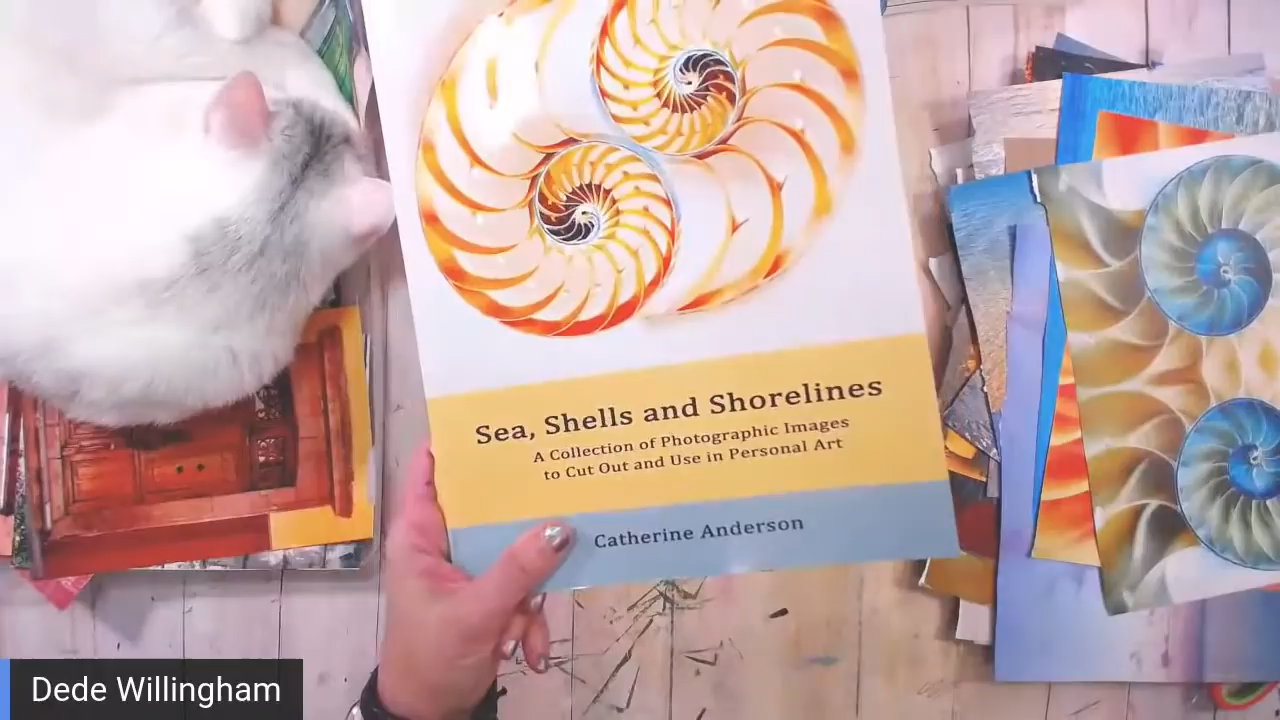 Sea, Shells and Shorelines
A Collection of Photographic Images
to Cut Out and Use in Personal Art
Catherine Anderson
Dede Willingham